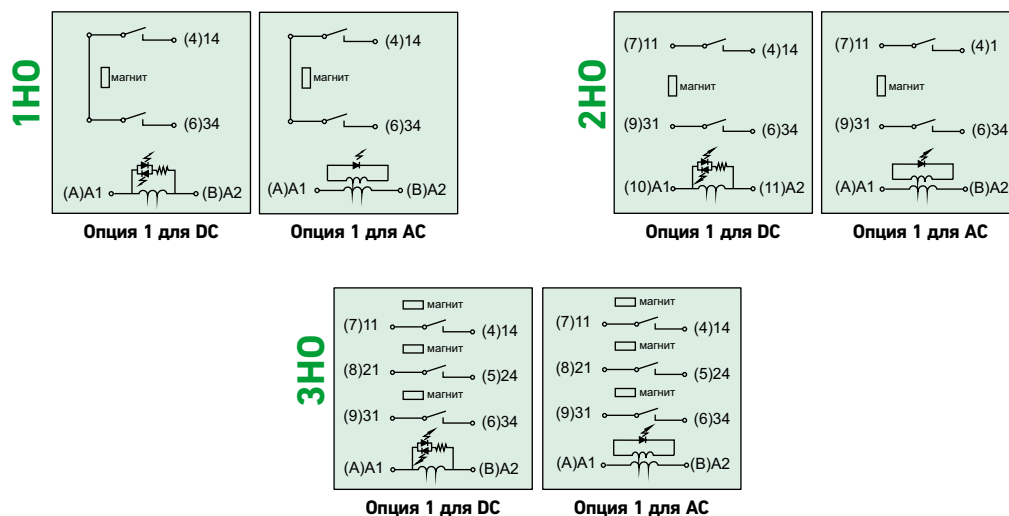 1НО
(4)14
магнит
(6)34
(A)A1
(B)A2
Опция 1 для DC
(4)14
магнит
(6)34
(A)A1
(B)A2
Опция 1 для AC
2НО
(7)11
(4)14
магнит
(9)31
(6)34
(10)A1
(11)A2
Опция 1 для DC
(7)11
(4)1
магнит
(9)31
(6)34
(A)A1
(B)A2
Опция 1 для AC
3НО
магнит
(7)11
(4)14
магнит
(8)21
(5)24
магнит
(9)31
(6)34
(A)A1
(B)A2
Опция 1 для DC
магнит
(7)11
(4)14
магнит
(8)21
(5)24
магнит
(9)31
(6)34
(A)A1
(B)A2
Опция 1 для AC